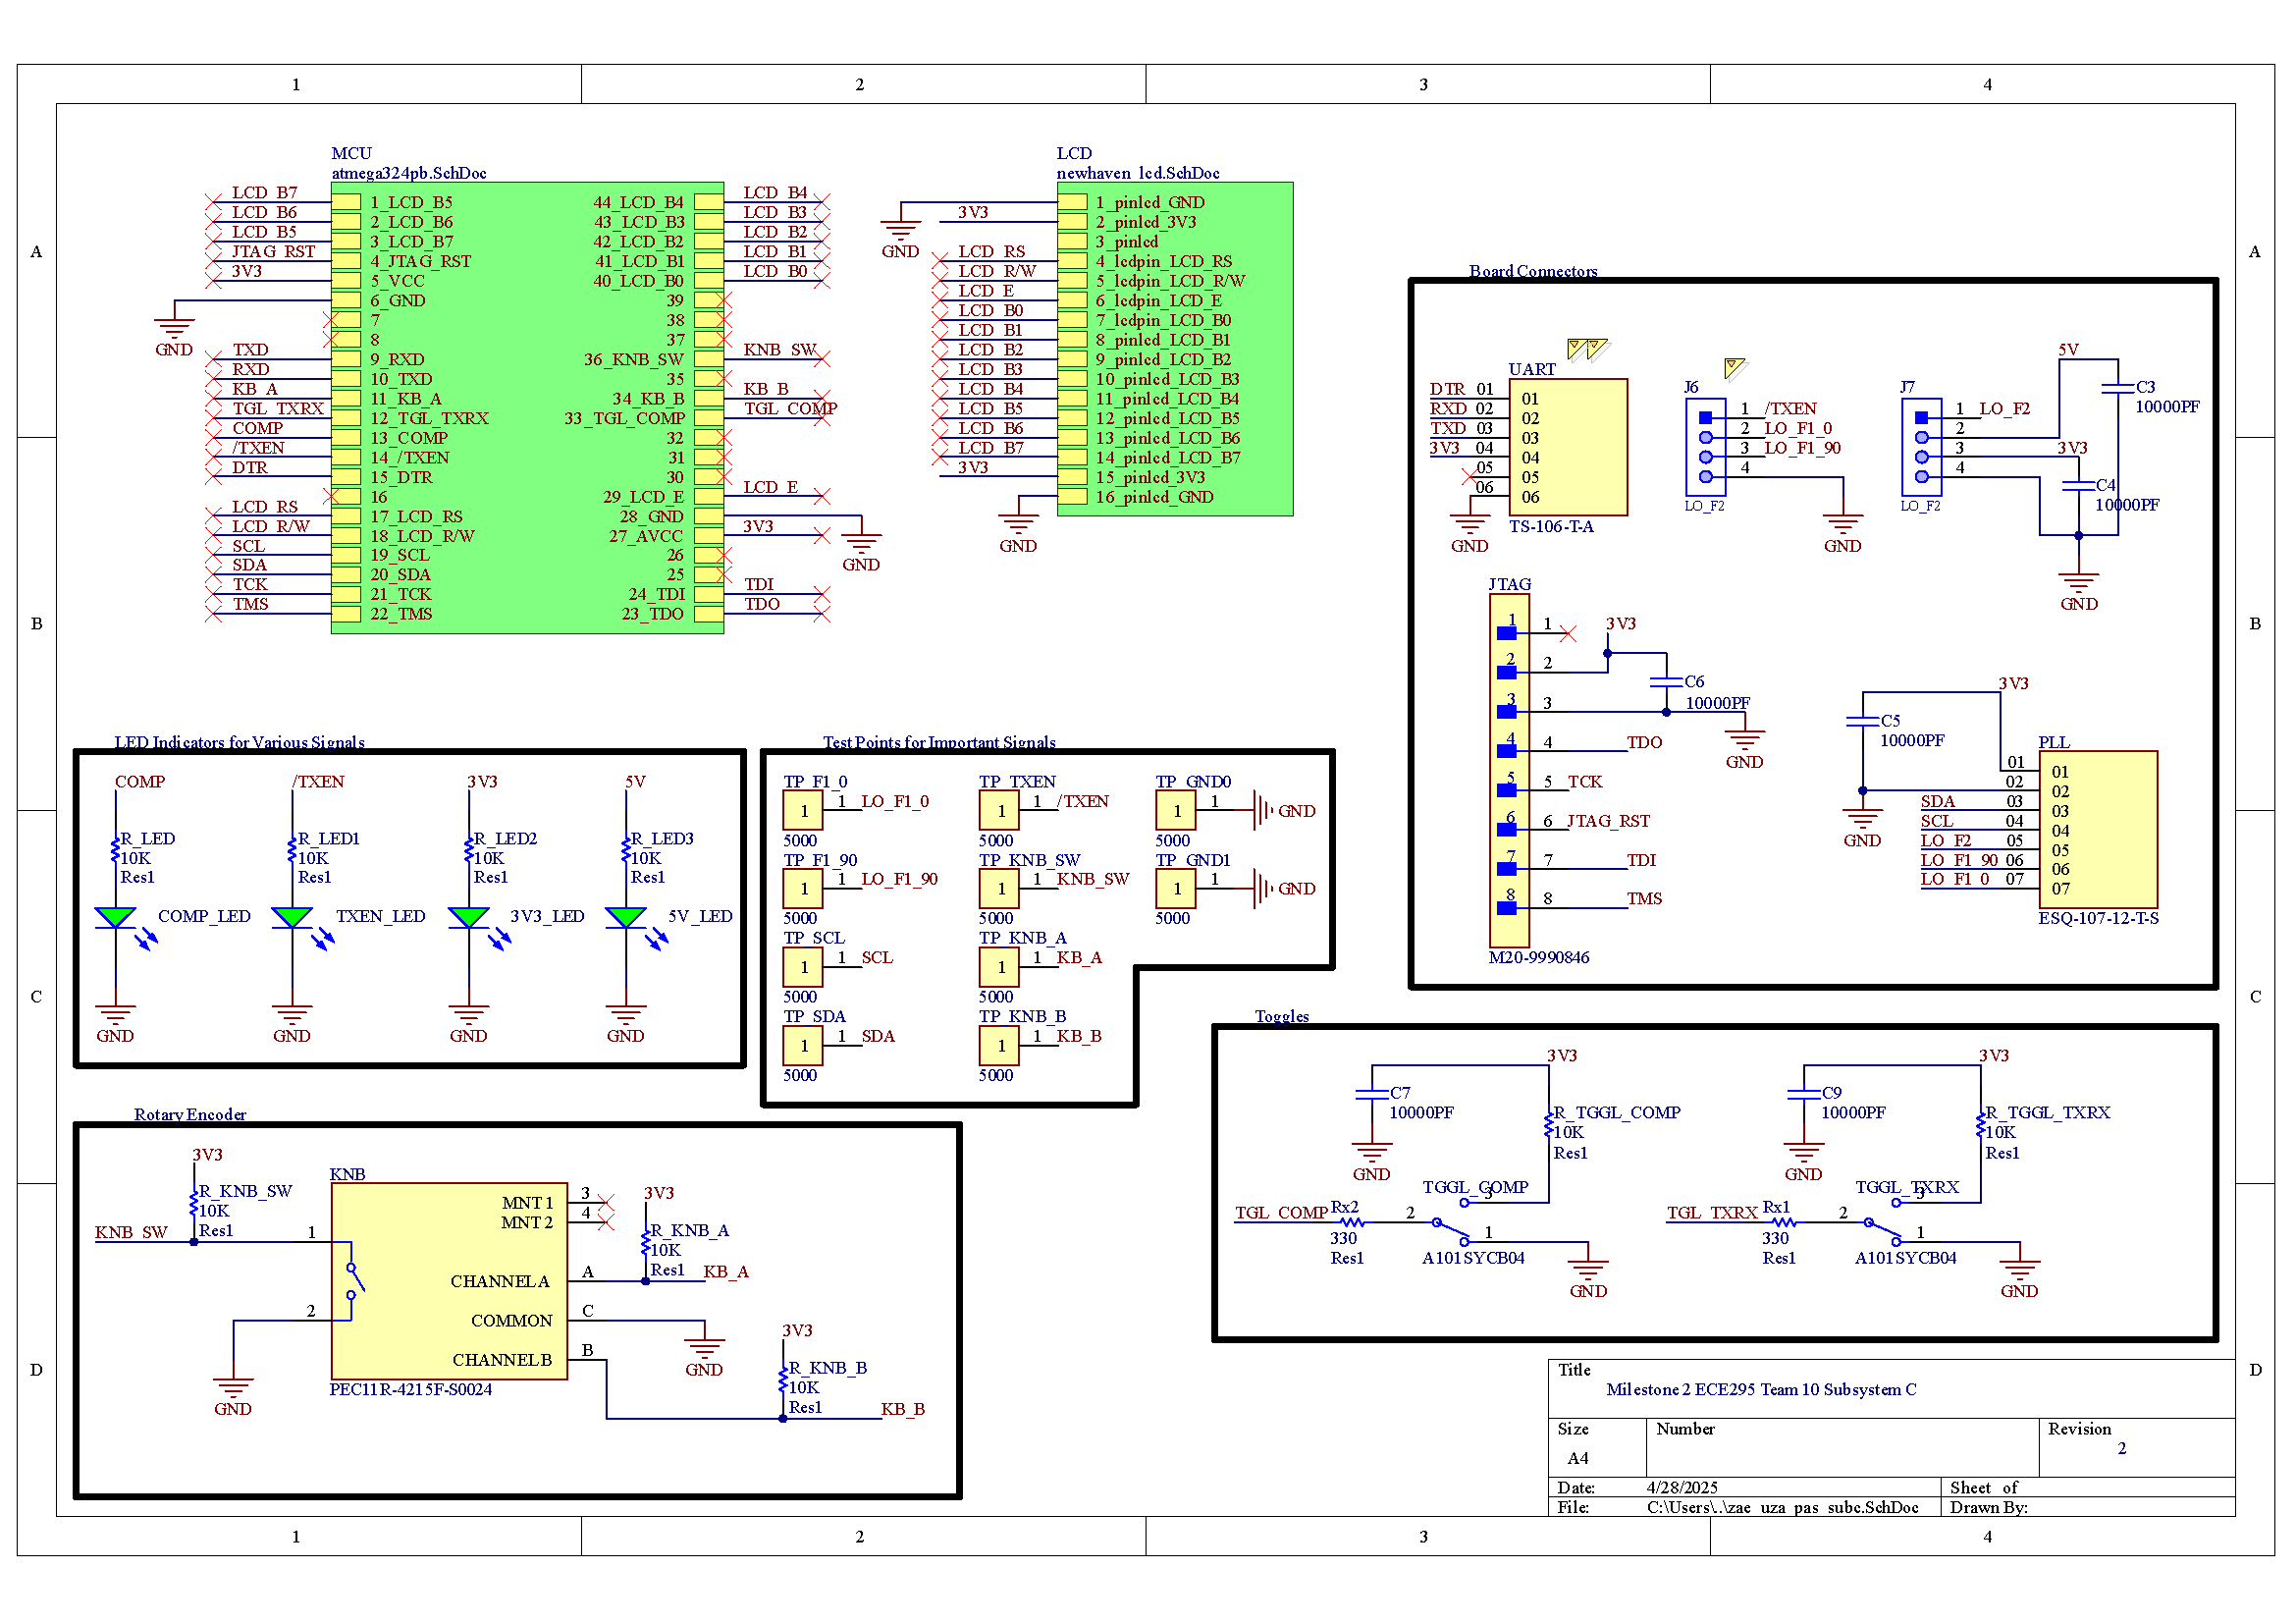 1 2 3 4
A A
B B
C C
D D
MCU
atmega324pb.SchDoc
LCD_B7 1_LCD_B5 44_LCD_B4 LCD_B4
LCD_B6 2_LCD_B6 43_LCD_B3 LCD_B3
LCD_B5 3_LCD_B7 42_LCD_B2 LCD_B2
JTAG_RST 4_JTAG_RST 41_LCD_B1 LCD_B1
3V3 5_VCC 40_LCD_B0 LCD_B0
6_GND 39
GND
7 38
8 37
TXD 9_RXD 36_KNB_SW KNB_SW
RXD 10_TXD 35
KB_A 11_KB_A 34_KB_B KB_B
TGL_TXRX 12_TGL_TXRX 33_TGL_COMP TGL_COMP
COMP 13_COMP 32
/TXEN 14_/TXEN 31
DTR 15_DTR 30
16 29_LCD_E LCD_E
LCD_RS 17_LCD_RS 28_GND
GND
LCD_R/W 18_LCD_R/W 27_AVCC 3V3
SCL 19_SCL 26
SDA 20_SDA 25
TCK 21_TCK 24_TDI TDI
TMS 22_TMS 23_TDO TDO
LCD
newhaven_lcd.SchDoc
GND
1_pinlcd_GND
3V3 2_pinlcd_3V3
3_pinlcd
LCD_RS 4_lcdpin_LCD_RS
LCD_R/W 5_lcdpin_LCD_R/W
LCD_E 6_lcdpin_LCD_E
LCD_B0 7_lcdpin_LCD_B0
LCD_B1 8_pinlcd_LCD_B1
LCD_B2 9_pinlcd_LCD_B2
LCD_B3 10_pinlcd_LCD_B3
LCD_B4 11_pinlcd_LCD_B4
LCD_B5 12_pinlcd_LCD_B5
LCD_B6 13_pinlcd_LCD_B6
LCD_B7 14_pinlcd_LCD_B7
3V3 15_pinlcd_3V3
16_pinlcd_GND
GND
Board Connectors
UART
DTR 01 01
RXD 02 02
TXD 03 03
3V3 04 04
05 05
06 06
TS-106-T-A
GND
J6
1 /TXEN
2 LO_F1_0
3 LO_F1_90
4
LO_F2
GND
J7
1 LO_F2
2
3
4
LO_F2
5V
C3
10000PF
3V3
C4
10000PF
GND
JTAG
1 1
2 2
3 3
4 4 TDO
5 5 TCK
6 6 JTAG_RST
7 7 TDI
8 8 TMS
M20-9990846
3V3
C6
10000PF
GND
3V3
C5
10000PF
GND
PLL
01 01
02 02
SDA 03 03
SCL 04 04
LO_F2 05 05
LO_F1_90 06 06
LO_F1_0 07 07
ESQ-107-12-T-S
LED Indicators for Various Signals
COMP /TXEN 3V3 5V
R_LED R_LED1 R_LED2 R_LED3
10K 10K 10K 10K
Res1 Res1 Res1 Res1
COMP_LED TXEN_LED 3V3_LED 5V_LED
GND GND GND GND
Test Points for Important Signals
TP_F1_0 TP_TXEN TP_GND0
1 1 LO_F1_0 1 1 /TXEN 1 1 GND
5000 5000 5000
TP_F1_90 TP_KNB_SW TP_GND1
1 1 LO_F1_90 1 1 KNB_SW 1 1 GND
5000 5000 5000
TP_SCL TP_KNB_A
1 1 SCL 1 1 KB_A
5000 5000
TP_SDA TP_KNB_B
1 1 SDA 1 1 KB_B
5000 5000
Toggles
3V3
C7
10000PF
GND
R_TGGL_COMP
10K
Res1
TGGL_COMP
3
TGL_COMP Rx2 2 1
330
Res1
A101SYCB04
GND
3V3
C9
10000PF
GND
R_TGGL_TXRX
10K
Res1
TGGL_TXRX
3
TGL_TXRX Rx1 2 1
330
Res1
A101SYCB04
GND
Rotary Encoder
3V3
R_KNB_SW
10K
Res1
KNB_SW 1
2
GND
KNB
MNT1 3
MNT2 4
CHANNELA A
COMMON C
CHANNELB B
PEC11R-4215F-S0024
3V3
R_KNB_A
10K
Res1 KB_A
GND
3V3
R_KNB_B
10K
Res1 KB_B
Title
Milestone 2 ECE295 Team 10 Subsystem C
Size Number Revision
A4 2
Date: 4/28/2025 Sheet of
File: C:\Users\..\zae_uza_pas_subc.SchDoc Drawn By:
1 2 3 4